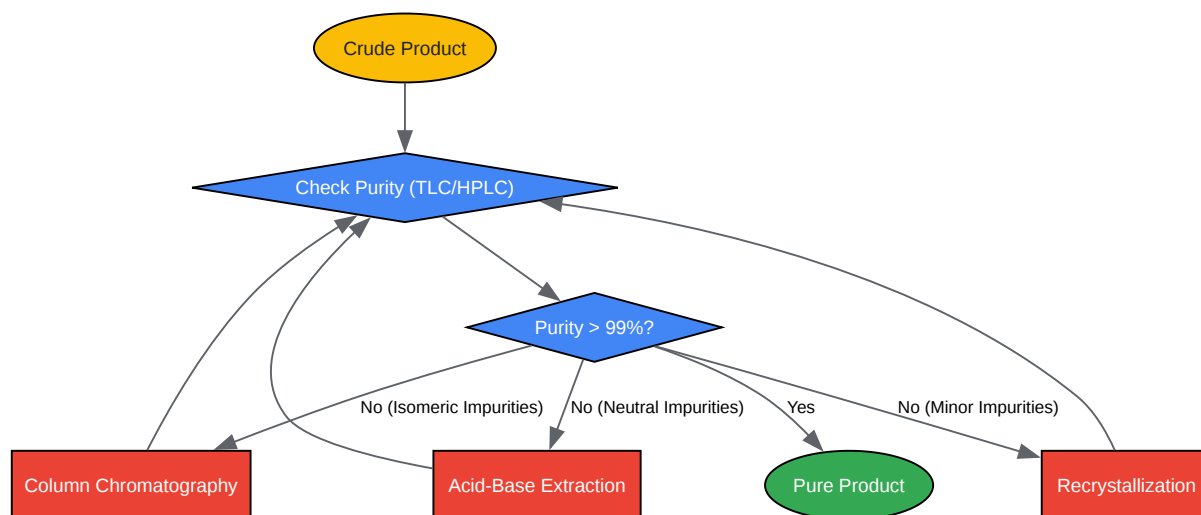 Crude Product
Check Purity (TLC/HPLC)
Purity > 99%?
No (Isomeric Impurities)
No (Neutral Impurities)
Yes
No (Minor Impurities)
Column Chromatography
Acid-Base Extraction
Pure Product
Recrystallization